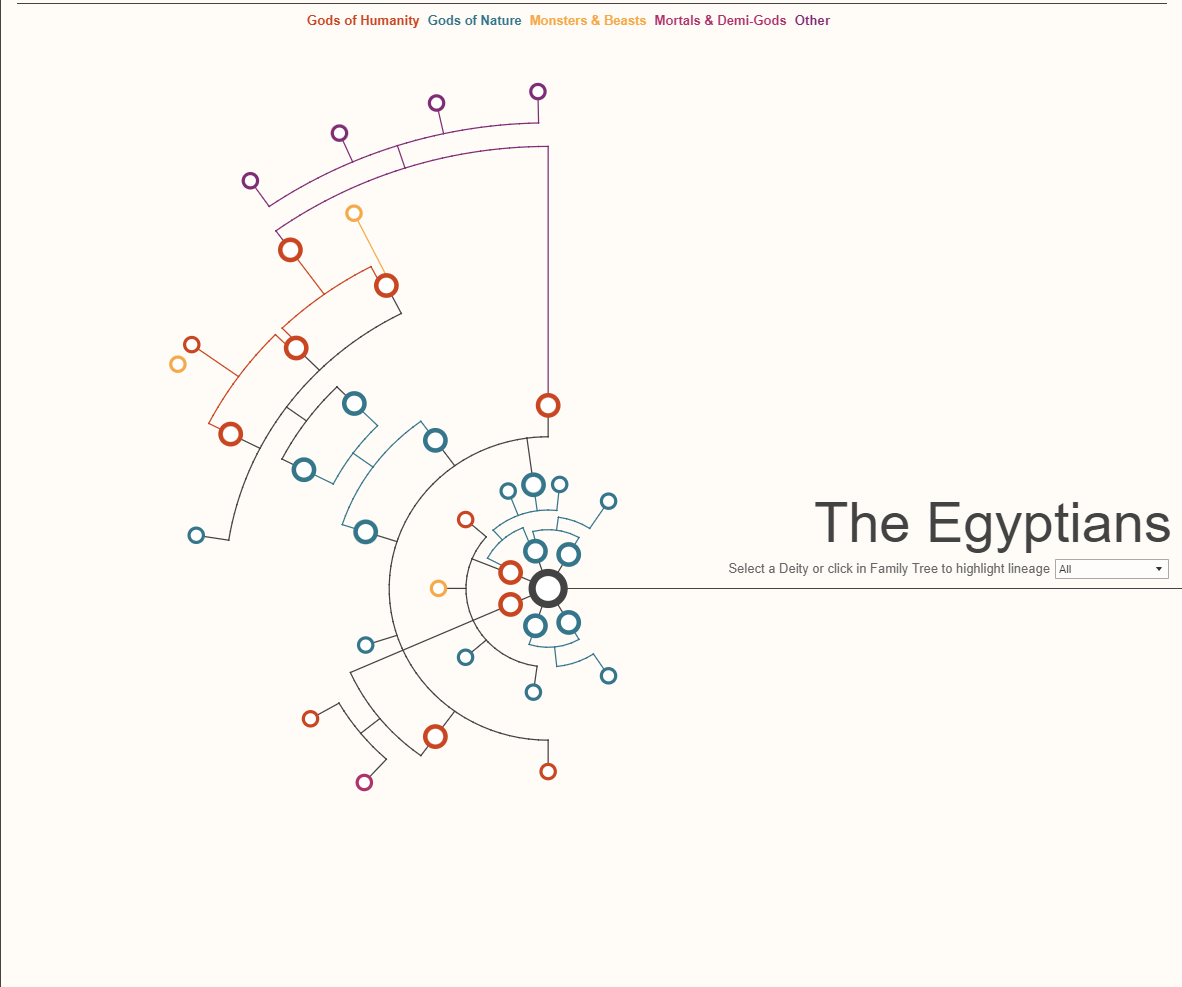 Gods of Humanity Gods of Nature Monsters & Beasts Mortals & Demi-Gods Other
The Egyptians
Select a Deity or click in Family Tree to highlight lineage All